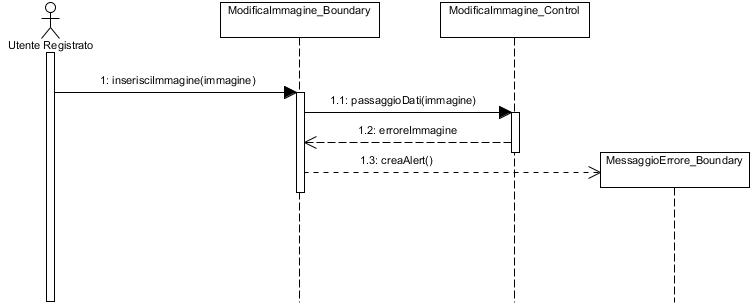 ModificaImmagine_Boundary
ModificaImmagine_Control
Utente Registrato
1: inserisciImmagine(immagine)
1.1: passaggioDati(immagine)
1.2: erroreImmagine
1.3: creaAlert()
MessaggioErrore_Boundary